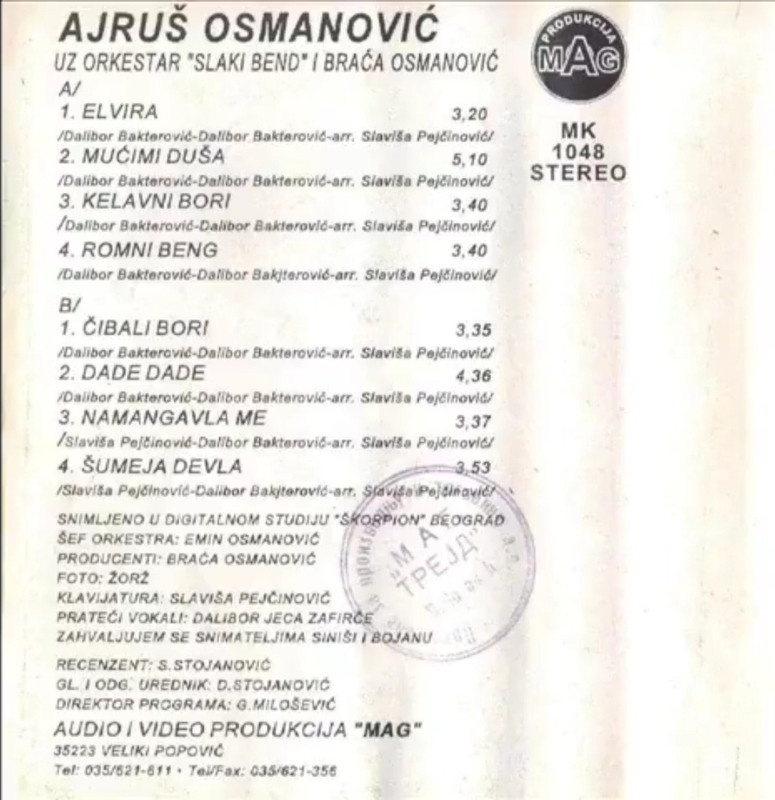 AJRUŠ OSMANOVIĆ
UZ ORKESTAR "SLAKI BEND" I BRAĆA OSMANOVIĆ
A/
1. ELVIRA 3,20
/Dalibor Bakterović-Dalibor Bakterović-arr. Slaviša Pejčinović/
2. MUĆIMI DUŠA 5,10
/Dalibor Bakterović-Dalibor Bakterović-arr. Slaviša Pejčinović/
3. KELAVNI BORI 3,40
/Dalibor Bakterović-Dalibor Bakterović-arr. Slaviša Pejčinović/
4. ROMNI BENG 3,40
/Dalibor Bakterović-Dalibor Bakjterović-arr. Slaviša Pejčinović/
B/
1. ČIBALI BORI 3,35
/Dalibor Bakterović-Dalibor Bakterović-arr. Slaviša Pejčinović/
2. DADE DADE 4,36
/Dalibor Bakterović-Dalibor Bakterović-arr. Slaviša Pejčinović/
3. NAMANGAVLA ME 3,37
/Slaviša Pejčinović-Dalibor Bakterović-arr. Slaviša Pejčinović/
4. ŠUMEJA DEVLA 3,53
/Slaviša Pejčinović-Dalibor Bakjterović-arr. Slaviša Pejčinović/
SNIMLJENO U DIGITALNOM STUDIJU "ŠKORPION" BEOGRAD
ŠEF ORKESTRA: EMIN OSMANOVIĆ
PRODUCENTI: BRAĆA OSMANOVIĆ
FOTO: ŽORŽ
KLAVIJATURA: SLAVIŠA PEJČINOVIĆ
PRATEĆI VOKALI: DALIBOR JECA ZAFIRČE
ZAHVALJUJEM SE SNIMATELJIMA SINIŠI I BOJANU
RECENZENT: S.STOJANOVIĆ
GL. I ODG. UREDNIK: D.STOJANOVIĆ
DIREKTOR PROGRAMA: G.MILOŠEVIĆ
AUDIO I VIDEO PRODUKCIJA "MAG"
35223 VELIKI POPOVIĆ
Tel: 035/621-611 • Tel/Fax: 035/621-356
PRODUKCIJA
MAG
MK
1048
STEREO
ТРЕЈД"